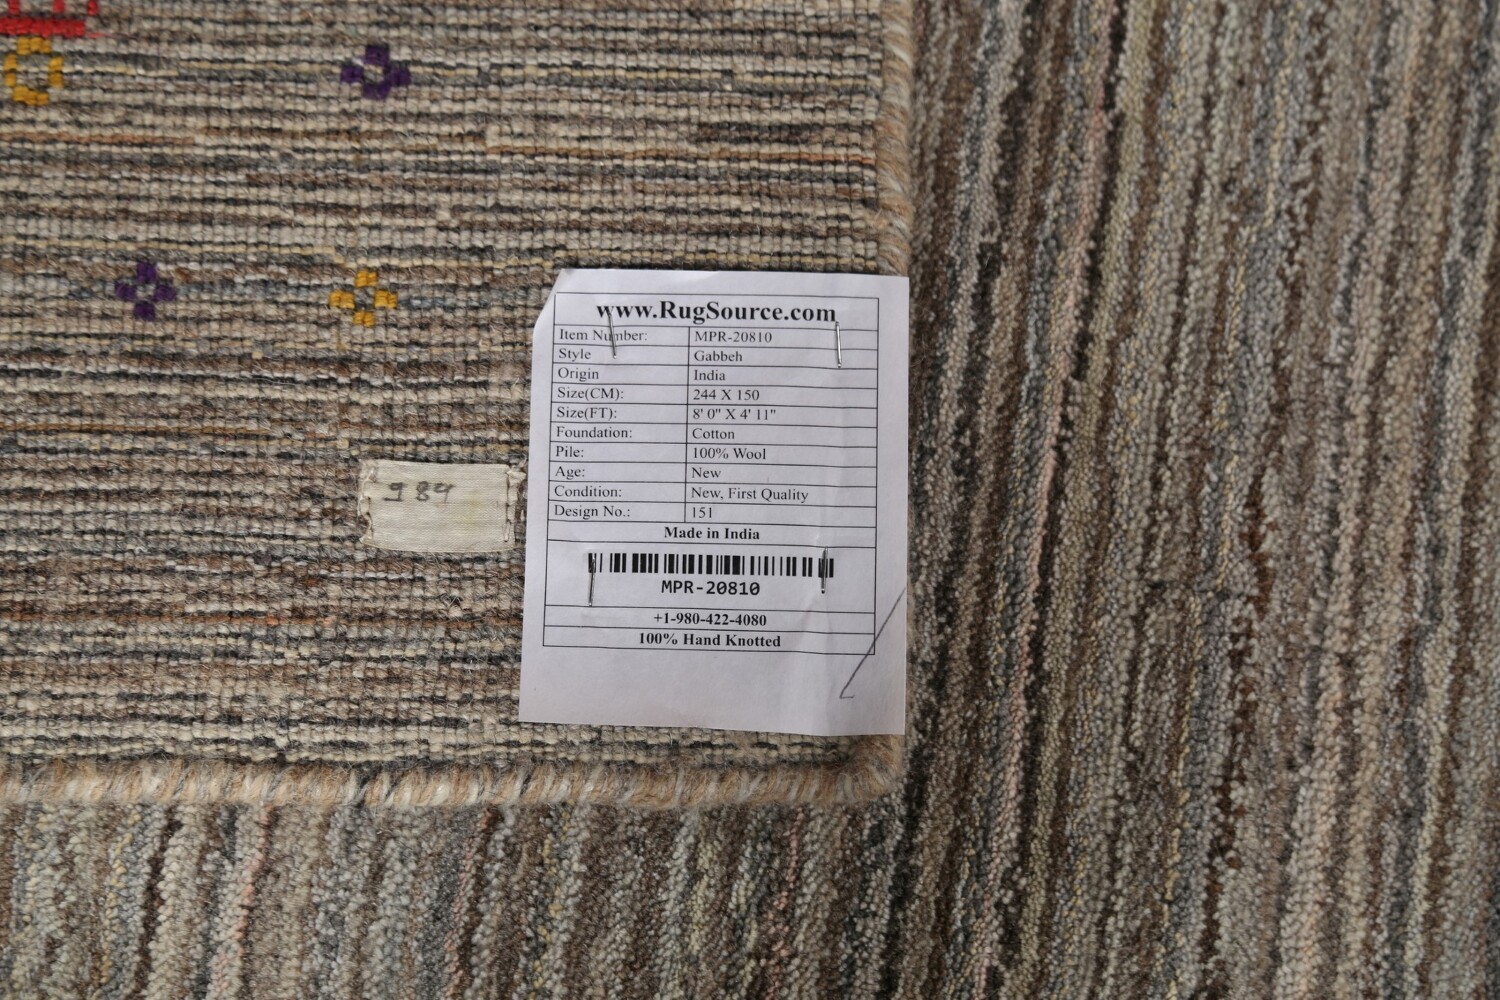 www.RugSource.com
Item Number: MPR-20810
Style Gabbeh
Origin India
Size(CM): 244 X 150
Size(FT): 8' 0" X 4' 11"
Foundation: Cotton
Pile: 100% Wool
Age: New
Condition: New, First Quality
Design No.: 151
Made in India
MPR-20810
+1-980-422-4080
100% Hand Knotted
989